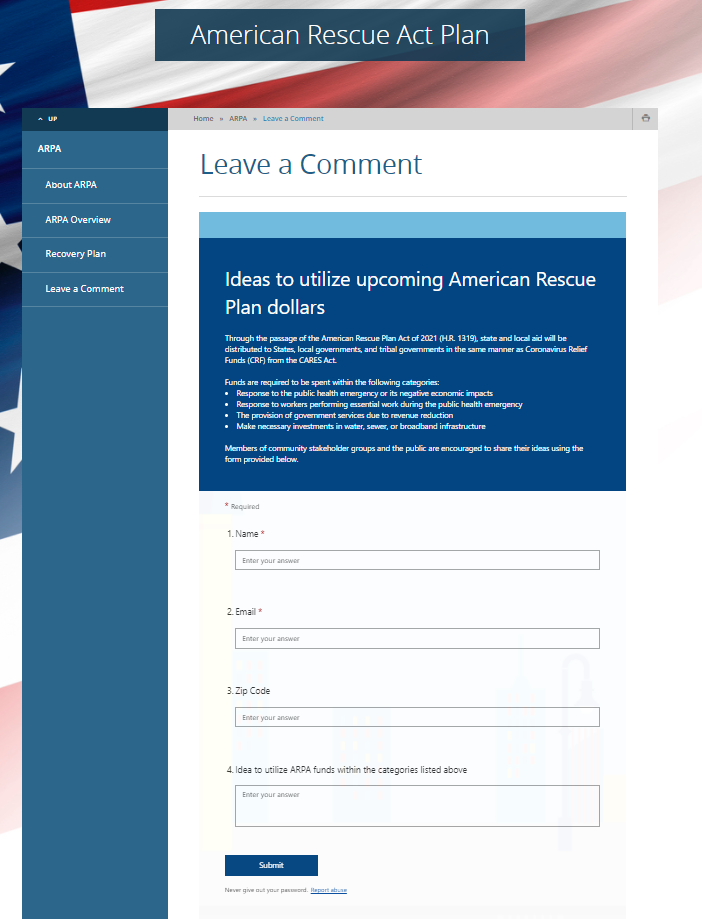 American Rescue Act Plan
UP
Home » ARPA » Leave a Comment
ARPA
About ARPA
ARPA Overview
Recovery Plan
Leave a Comment
Leave a Comment
Ideas to utilize upcoming American Rescue
Plan dollars
Through the passage of the American Rescue Plan Act of 2021 (H.R. 1319), state and local aid will be
distributed to States, local governments, and tribal governments in the same manner as Coronavirus Relief
Funds (CRF) from the CARES Act.
Funds are required to be spent within the following categories:
• Response to the public health emergency or its negative economic impacts
• Response to workers performing essential work during the public health emergency
• The provision of government services due to revenue reduction
• Make necessary investments in water, sewer, or broadband infrastructure
Members of community stakeholder groups and the public are encouraged to share their ideas using the
form provided below.
* Required
1. Name *
Enter your answer
2. Email *
Enter your answer
3. Zip Code
Enter your answer
4. Idea to utilize ARPA funds within the categories listed above
Enter your answer
Submit
Never give out your password. Report abuse